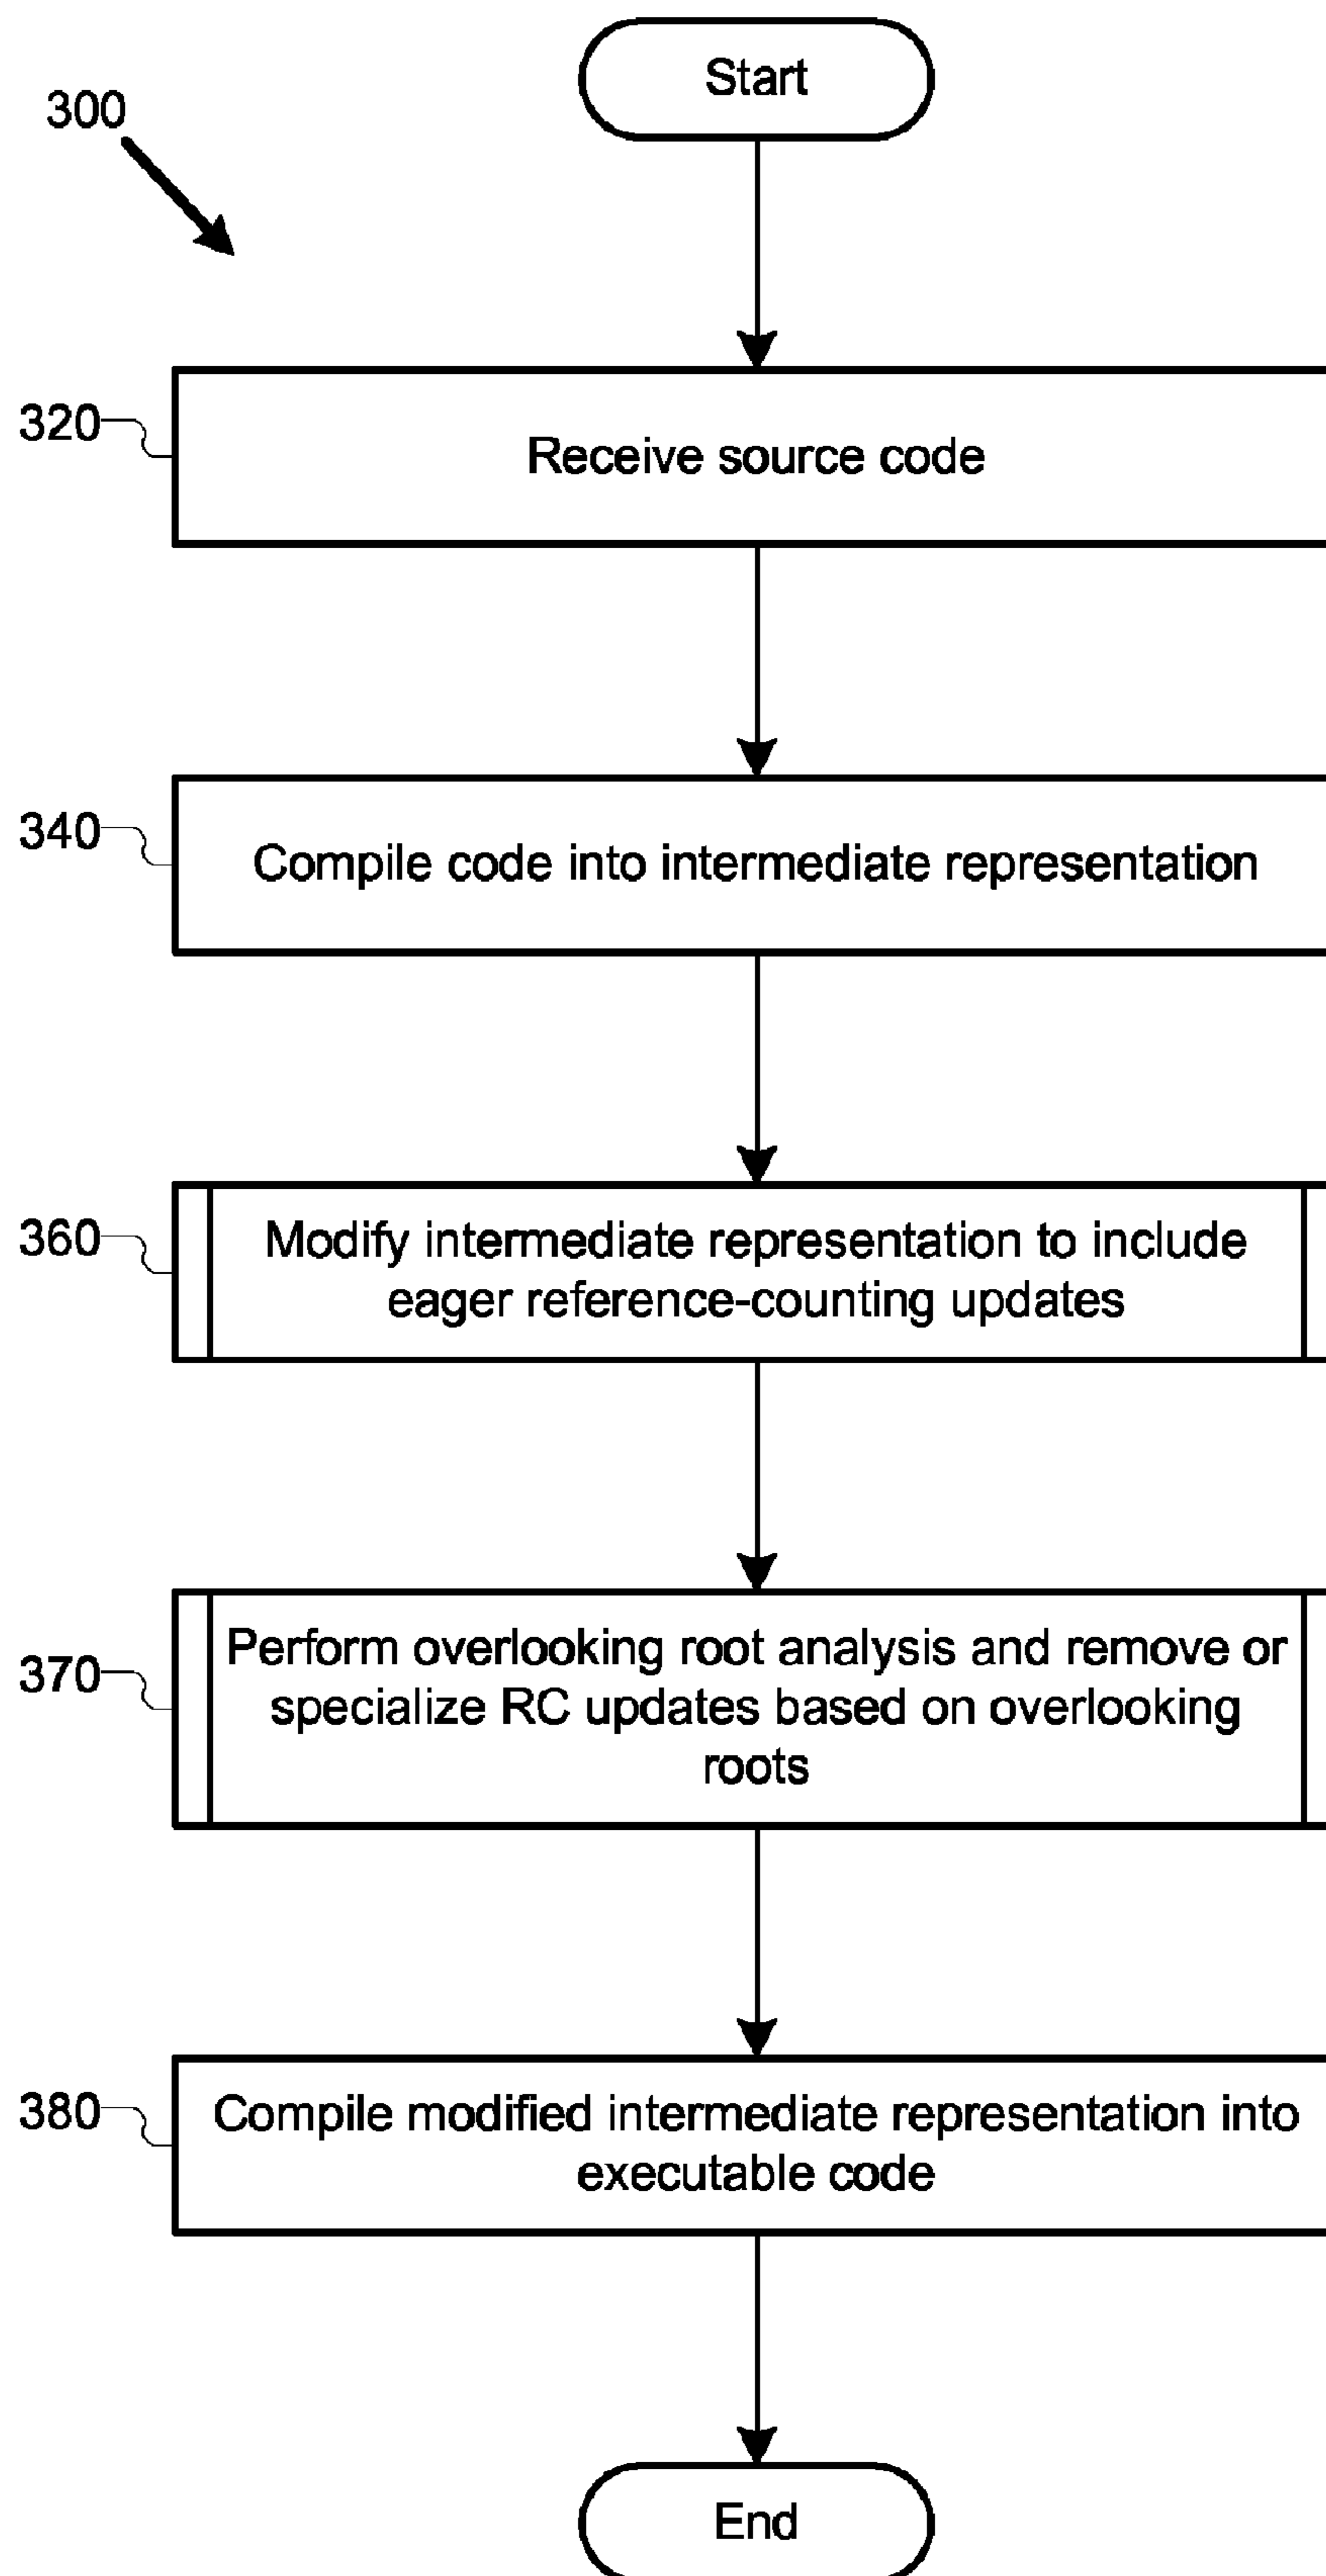 Start
300
320
Receive source code
340
Compile code into intermediate representation
360
Modify intermediate representation to include
eager reference-counting updates
370
Perform overlooking root analysis and remove or
specialize RC updates based on overlooking
roots
380
Compile modified intermediate representation into
executable code
End